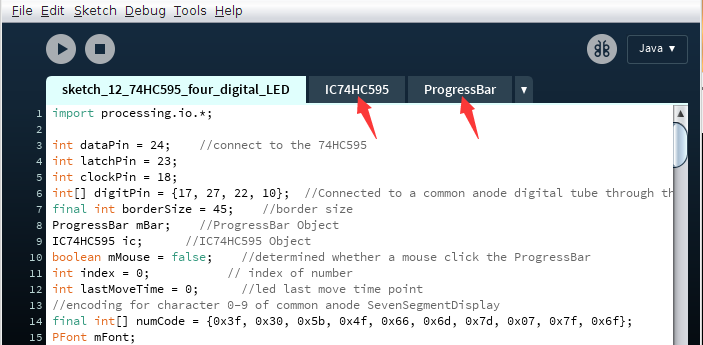 File Edit Sketch Debug Tools Help
Java ▼
sketch_12_74HC595_four_digital_LED IC74HC595 ProgressBar ▼
1 import processing.io.*;
2
3 int dataPin = 24;    //connect to the 74HC595
4 int latchPin = 23;
5 int clockPin = 18;
6 int[] digitPin = {17, 27, 22, 10};  //Connected to a common anode digital tube through th
7 final int borderSize = 45;    //border size
8 ProgressBar mBar;    //ProgressBar Object
9 IC74HC595 ic;      //IC74HC595 Object
10 boolean mMouse = false;    //determined whether a mouse click the ProgressBar
11 int index = 0;           // index of number
12 int lastMoveTime = 0;      //led last move time point
13 //encoding for character 0-9 of common anode SevenSegmentDisplay
14 final int[] numCode = {0x3f, 0x30, 0x5b, 0x4f, 0x66, 0x6d, 0x7d, 0x07, 0x7f, 0x6f};
15 PFont mFont;